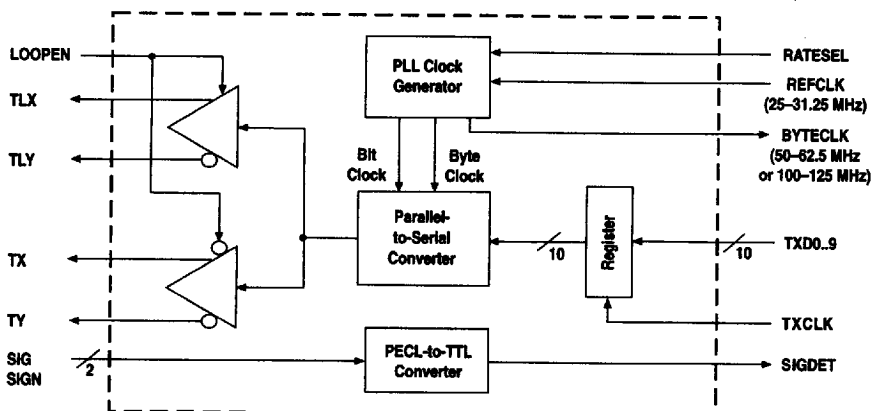 LOOPEN
TLX
TLY
TX
TY
SIG
SIGN
2
PLL Clock
Generator
Bit
Clock
Byte
Clock
Parallel-
to-Serial
Converter
10
Register
10
PECL-to-TTL
Converter
RATESEL
REFCLK
(25–31.25 MHz)
BYTECLK
(50–62.5 MHz
or 100–125 MHz)
TXD0..9
TXCLK
SIGDET